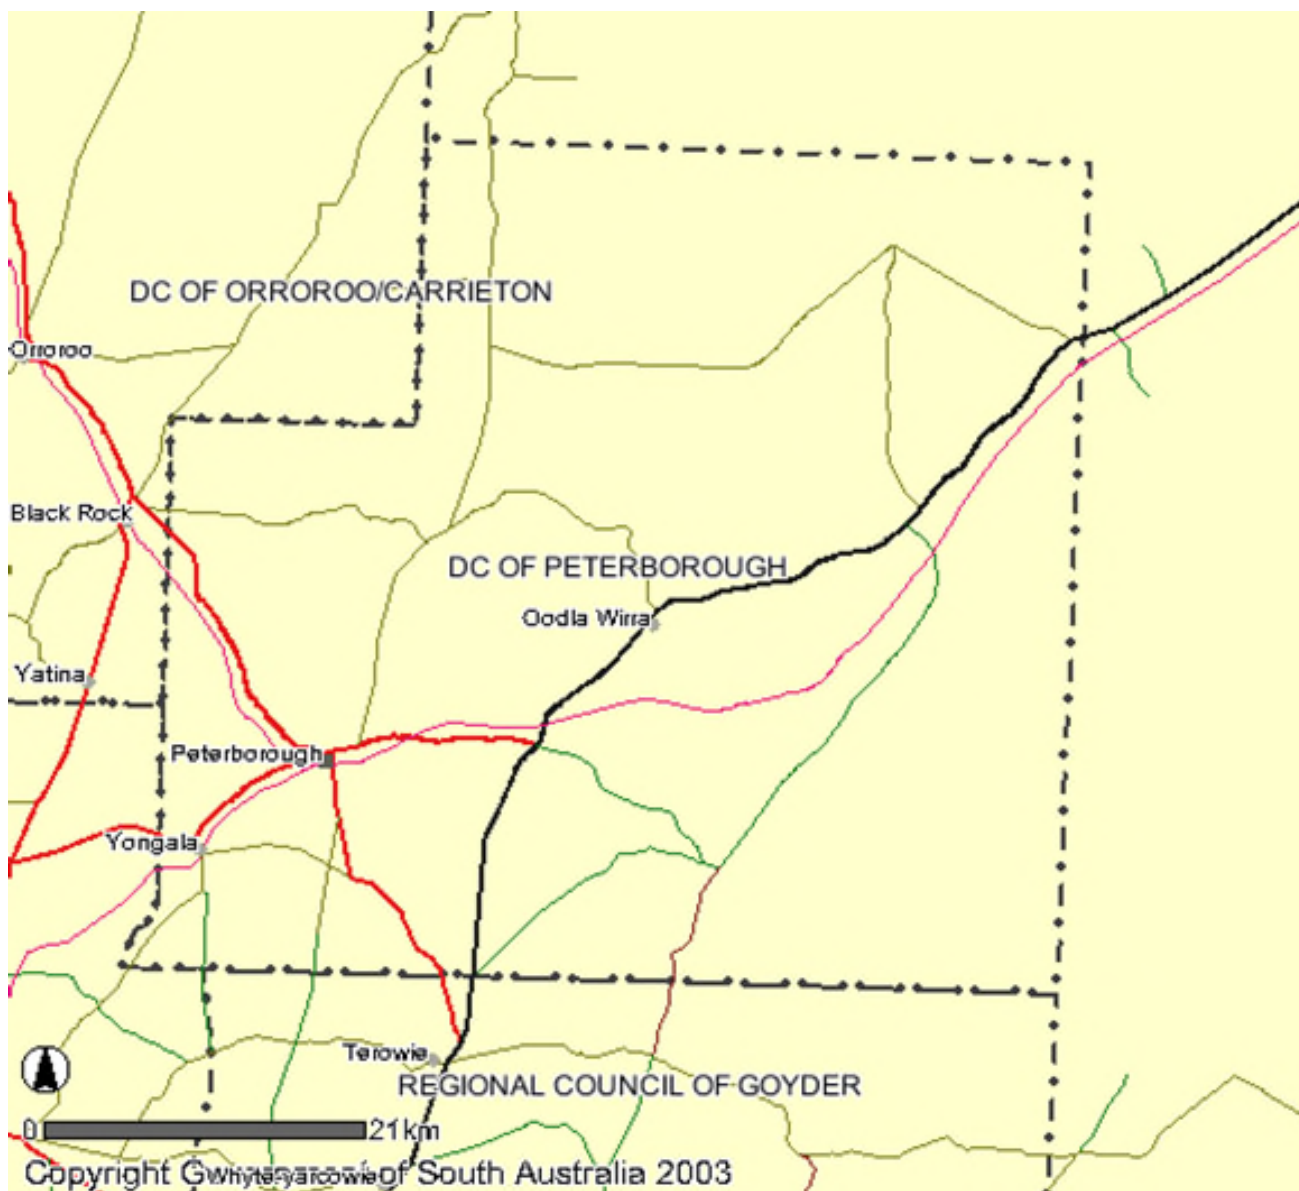 DC OF ORROROO/CARRIETON
Orroroo
Black Rock
DC OF PETERBOROUGH
Oodla Wirra
Yatina
Peterborough
Yongala
Terowie
REGIONAL COUNCIL OF GOYDER
0 21km
Copyright of South Australia 2003